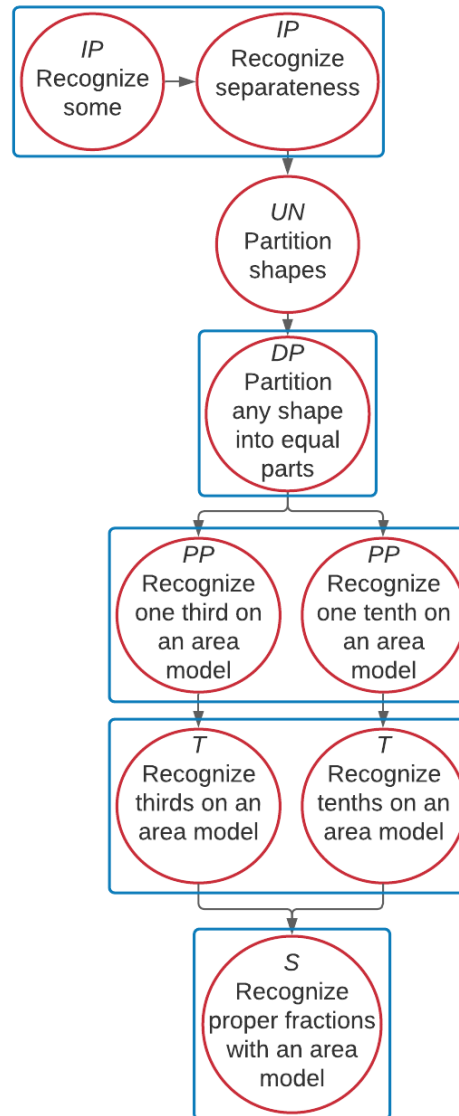 IP
Recognize
some
IP
Recognize
separateness
UN
Partition
shapes
DP
Partition
any shape
into equal
parts
PP
Recognize
one third on
an area
model
PP
Recognize
one tenth on
an area
model
T
Recognize
thirds on an
area model
T
Recognize
tenths on an
area model
S
Recognize
proper fractions
with an area
model